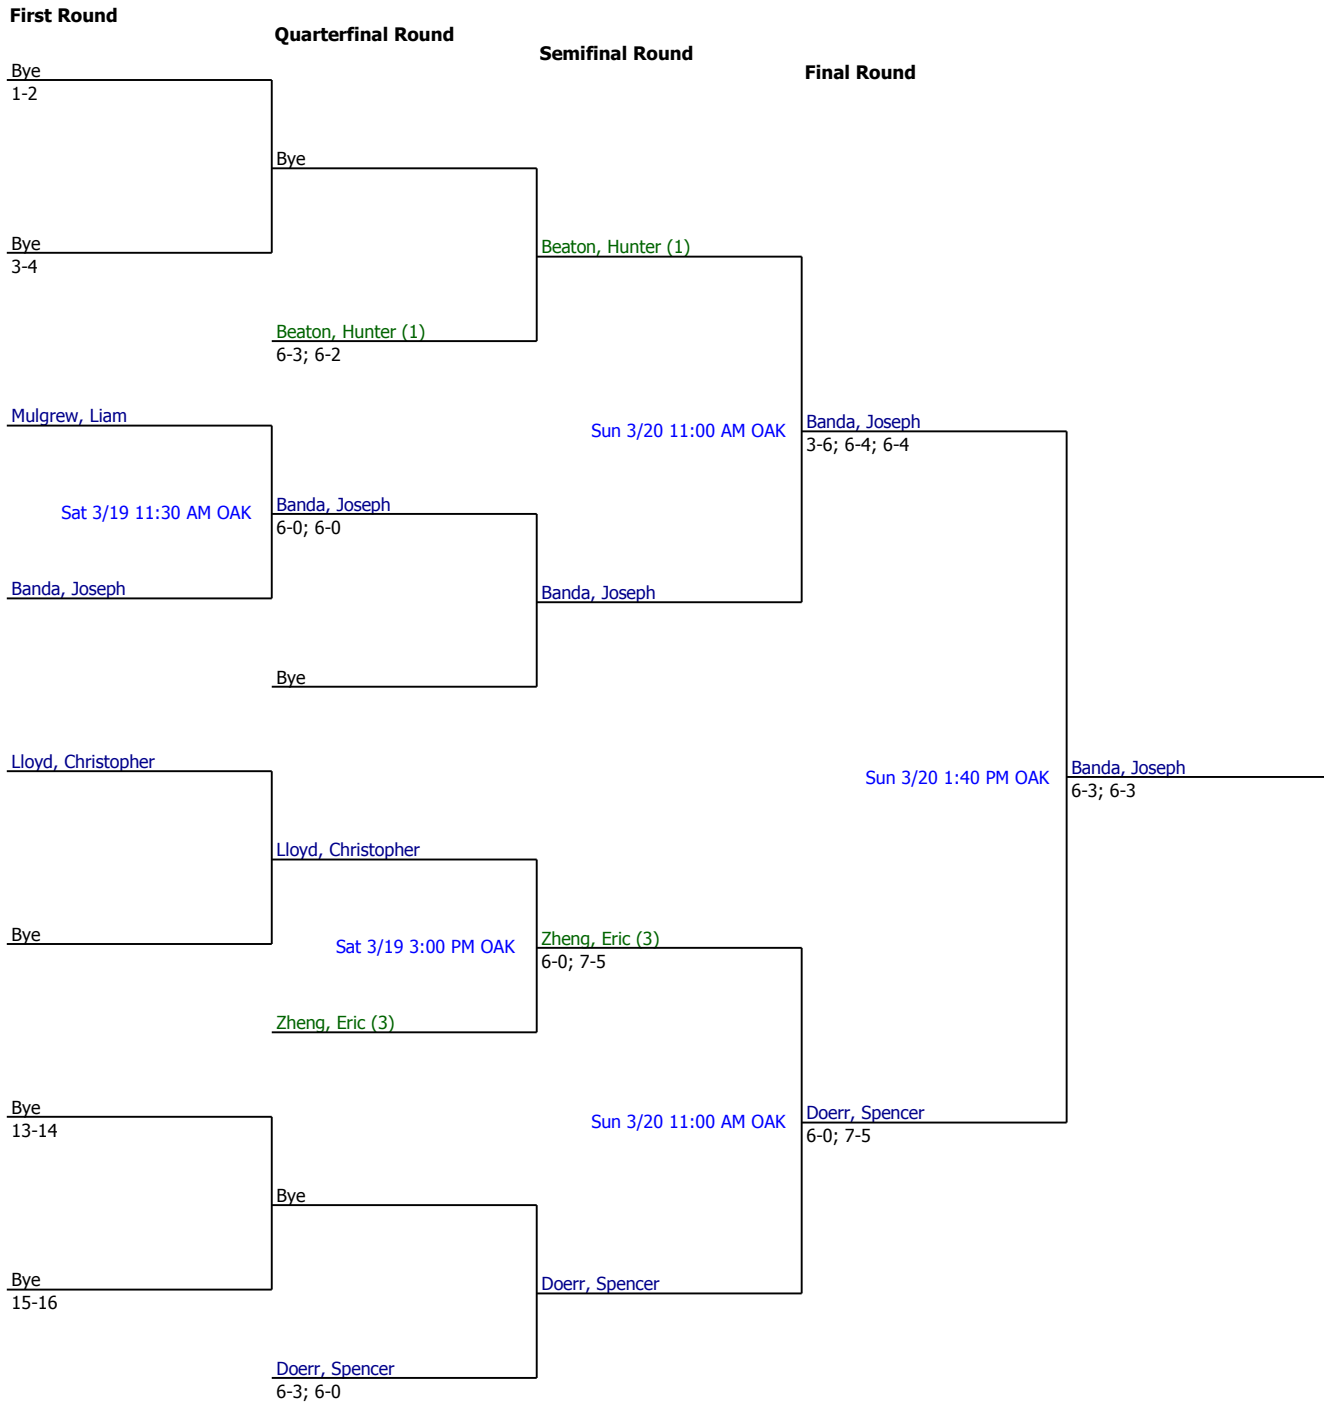 First Round
Quarterfinal Round
Semifinal Round
Final Round
Bye
1-2
Bye
Bye
3-4
Beaton, Hunter (1)
Beaton, Hunter (1)
6-3; 6-2
Mulgrew, Liam
Sun 3/20 11:00 AM OAK
Banda, Joseph
3-6; 6-4; 6-4
Sat 3/19 11:30 AM OAK
Banda, Joseph
6-0; 6-0
Banda, Joseph
Banda, Joseph
Bye
Lloyd, Christopher
Sun 3/20 1:40 PM OAK
Banda, Joseph
6-3; 6-3
Lloyd, Christopher
Bye
Sat 3/19 3:00 PM OAK
Zheng, Eric (3)
6-0; 7-5
Zheng, Eric (3)
Bye
13-14
Sun 3/20 11:00 AM OAK
Doerr, Spencer
6-0; 7-5
Bye
Bye
15-16
Doerr, Spencer
Doerr, Spencer
6-3; 6-0